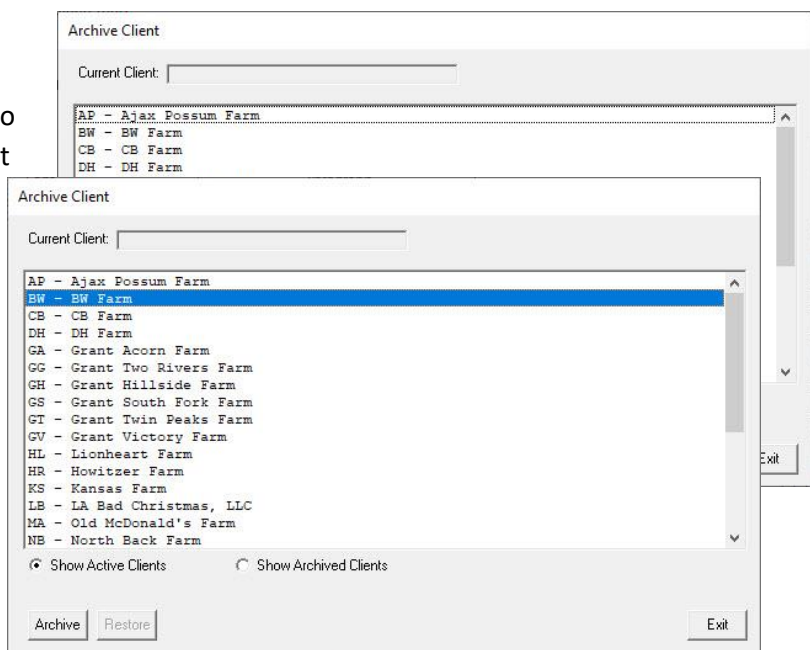 Archive Client
Current Client:
o
t
AP - Ajax Possum Farm
BW - BW Farm
CB - CB Farm
DH - DH Farm
Exit
Archive Client
Current Client:
AP - Ajax Possum Farm
BW - BW Farm
CB - CB Farm
DH - DH Farm
GA - Grant Acorn Farm
GG - Grant Two Rivers Farm
GH - Grant Hillside Farm
GS - Grant South Fork Farm
GT - Grant Twin Peaks Farm
GV - Grant Victory Farm
HL - Lionheart Farm
HR - Howitzer Farm
KS - Kansas Farm
LB - LA Bad Christmas, LLC
MA - Old McDonald's Farm
NB - North Back Farm
Show Active Clients Show Archived Clients
Archive Restore Exit